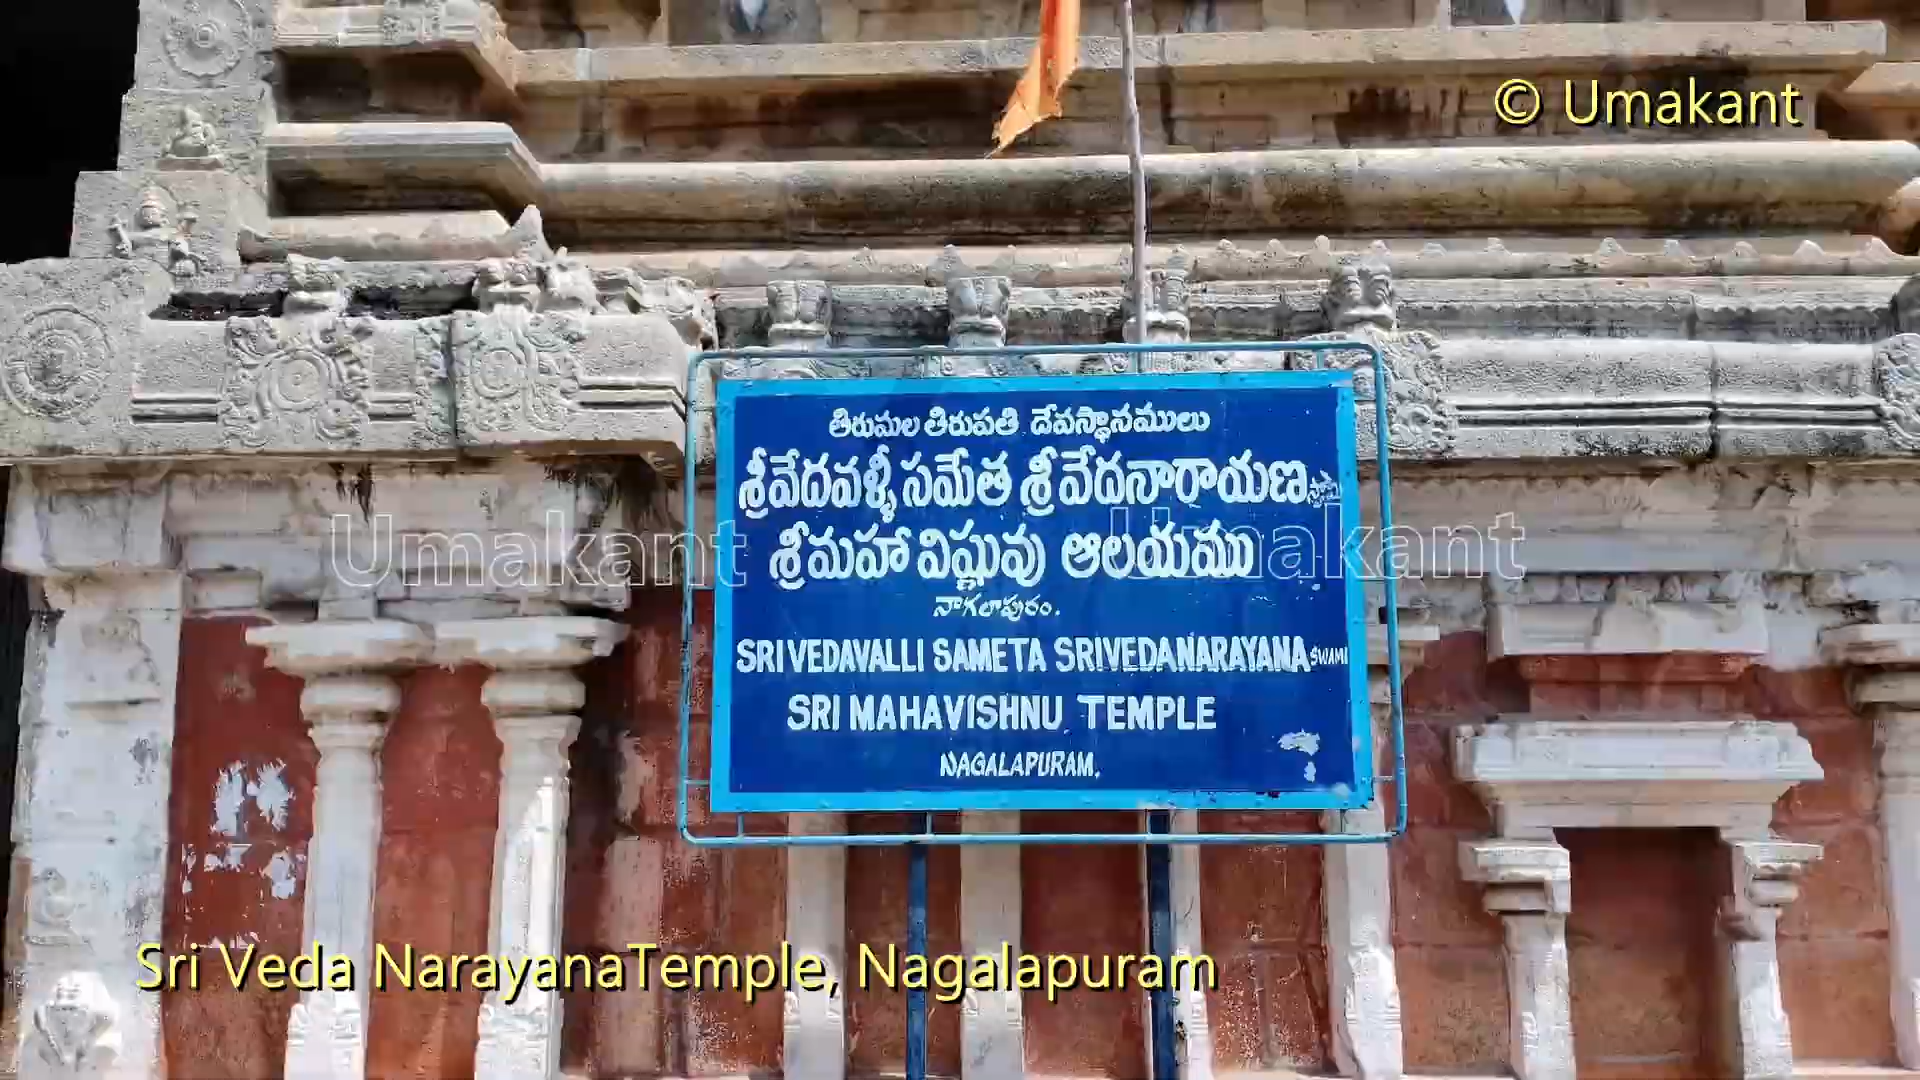 © Umakant
తిరుమల తిరుపతి దేవస్థానములు
శ్రీవేదవళ్ళీ సమేత శ్రీవేదనారాయణ స్వామి
శ్రీమహావిష్ణువు ఆలయము
నాగలాపురం.
SRI VEDAVALLI SAMETA SRIVEDANARAYANA SWAMI
SRI MAHAVISHNU TEMPLE
NAGALAPURAM.
Umakant Umakant
Sri Veda NarayanaTemple, Nagalapuram